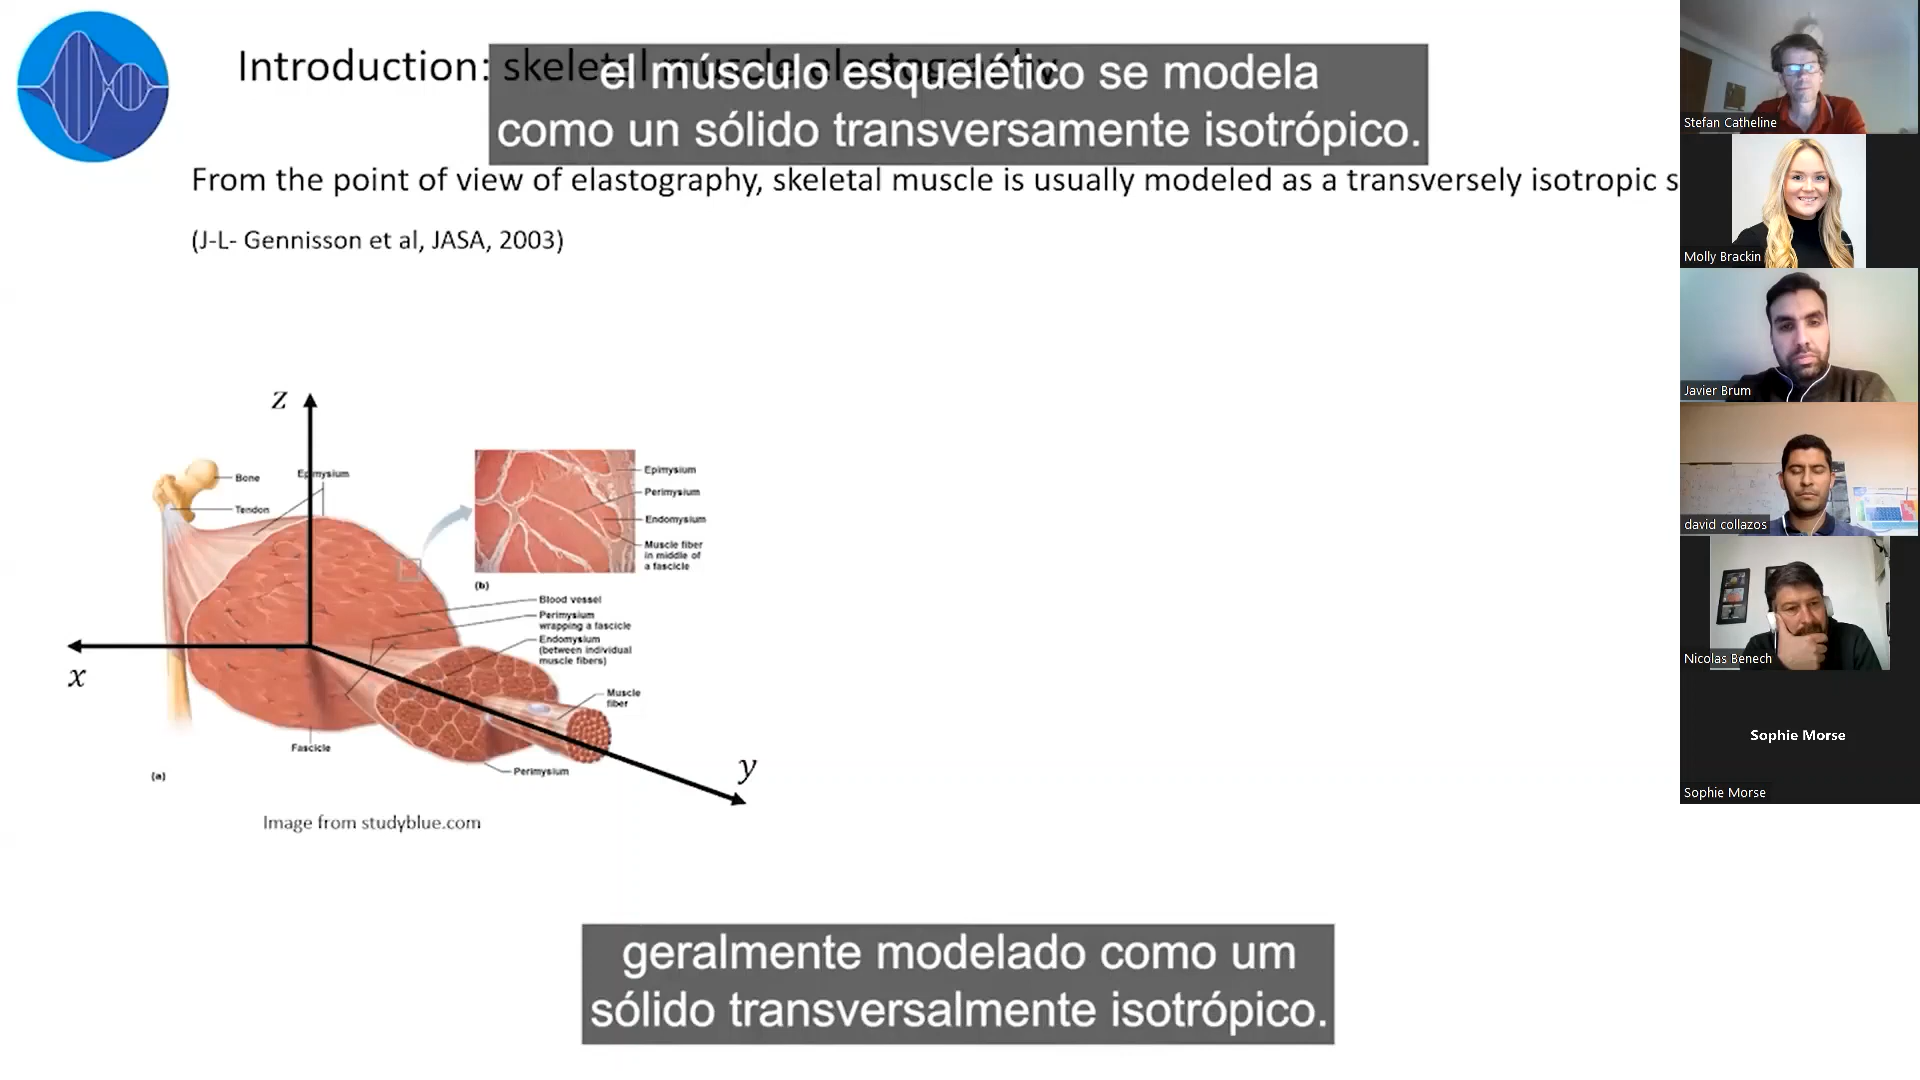 Introduction: skeletal muscle elastography
el músculo esquelético se modela
como un sólido transversamente isotrópico.
From the point of view of elastography, skeletal muscle is usually modeled as a transversely isotropic s
(J-L- Gennisson et al, JASA, 2003)
z
Bone
Epimysium
Tendon
Epimysium
Perimysium
Endomysium
Muscle fiber
in middle of
a fascicle
(b)
Blood vessel
Perimysium
wrapping a fascicle
Endomysium
(between individual
muscle fibers)
x
Muscle
fiber
Fascicle
Perimysium
y
(a)
Image from studyblue.com
geralmente modelado como um
sólido transversalmente isotrópico.
Stefan Catheline
Molly Brackin
Javier Brum
david collazos
Nicolas Benech
Sophie Morse
Sophie Morse